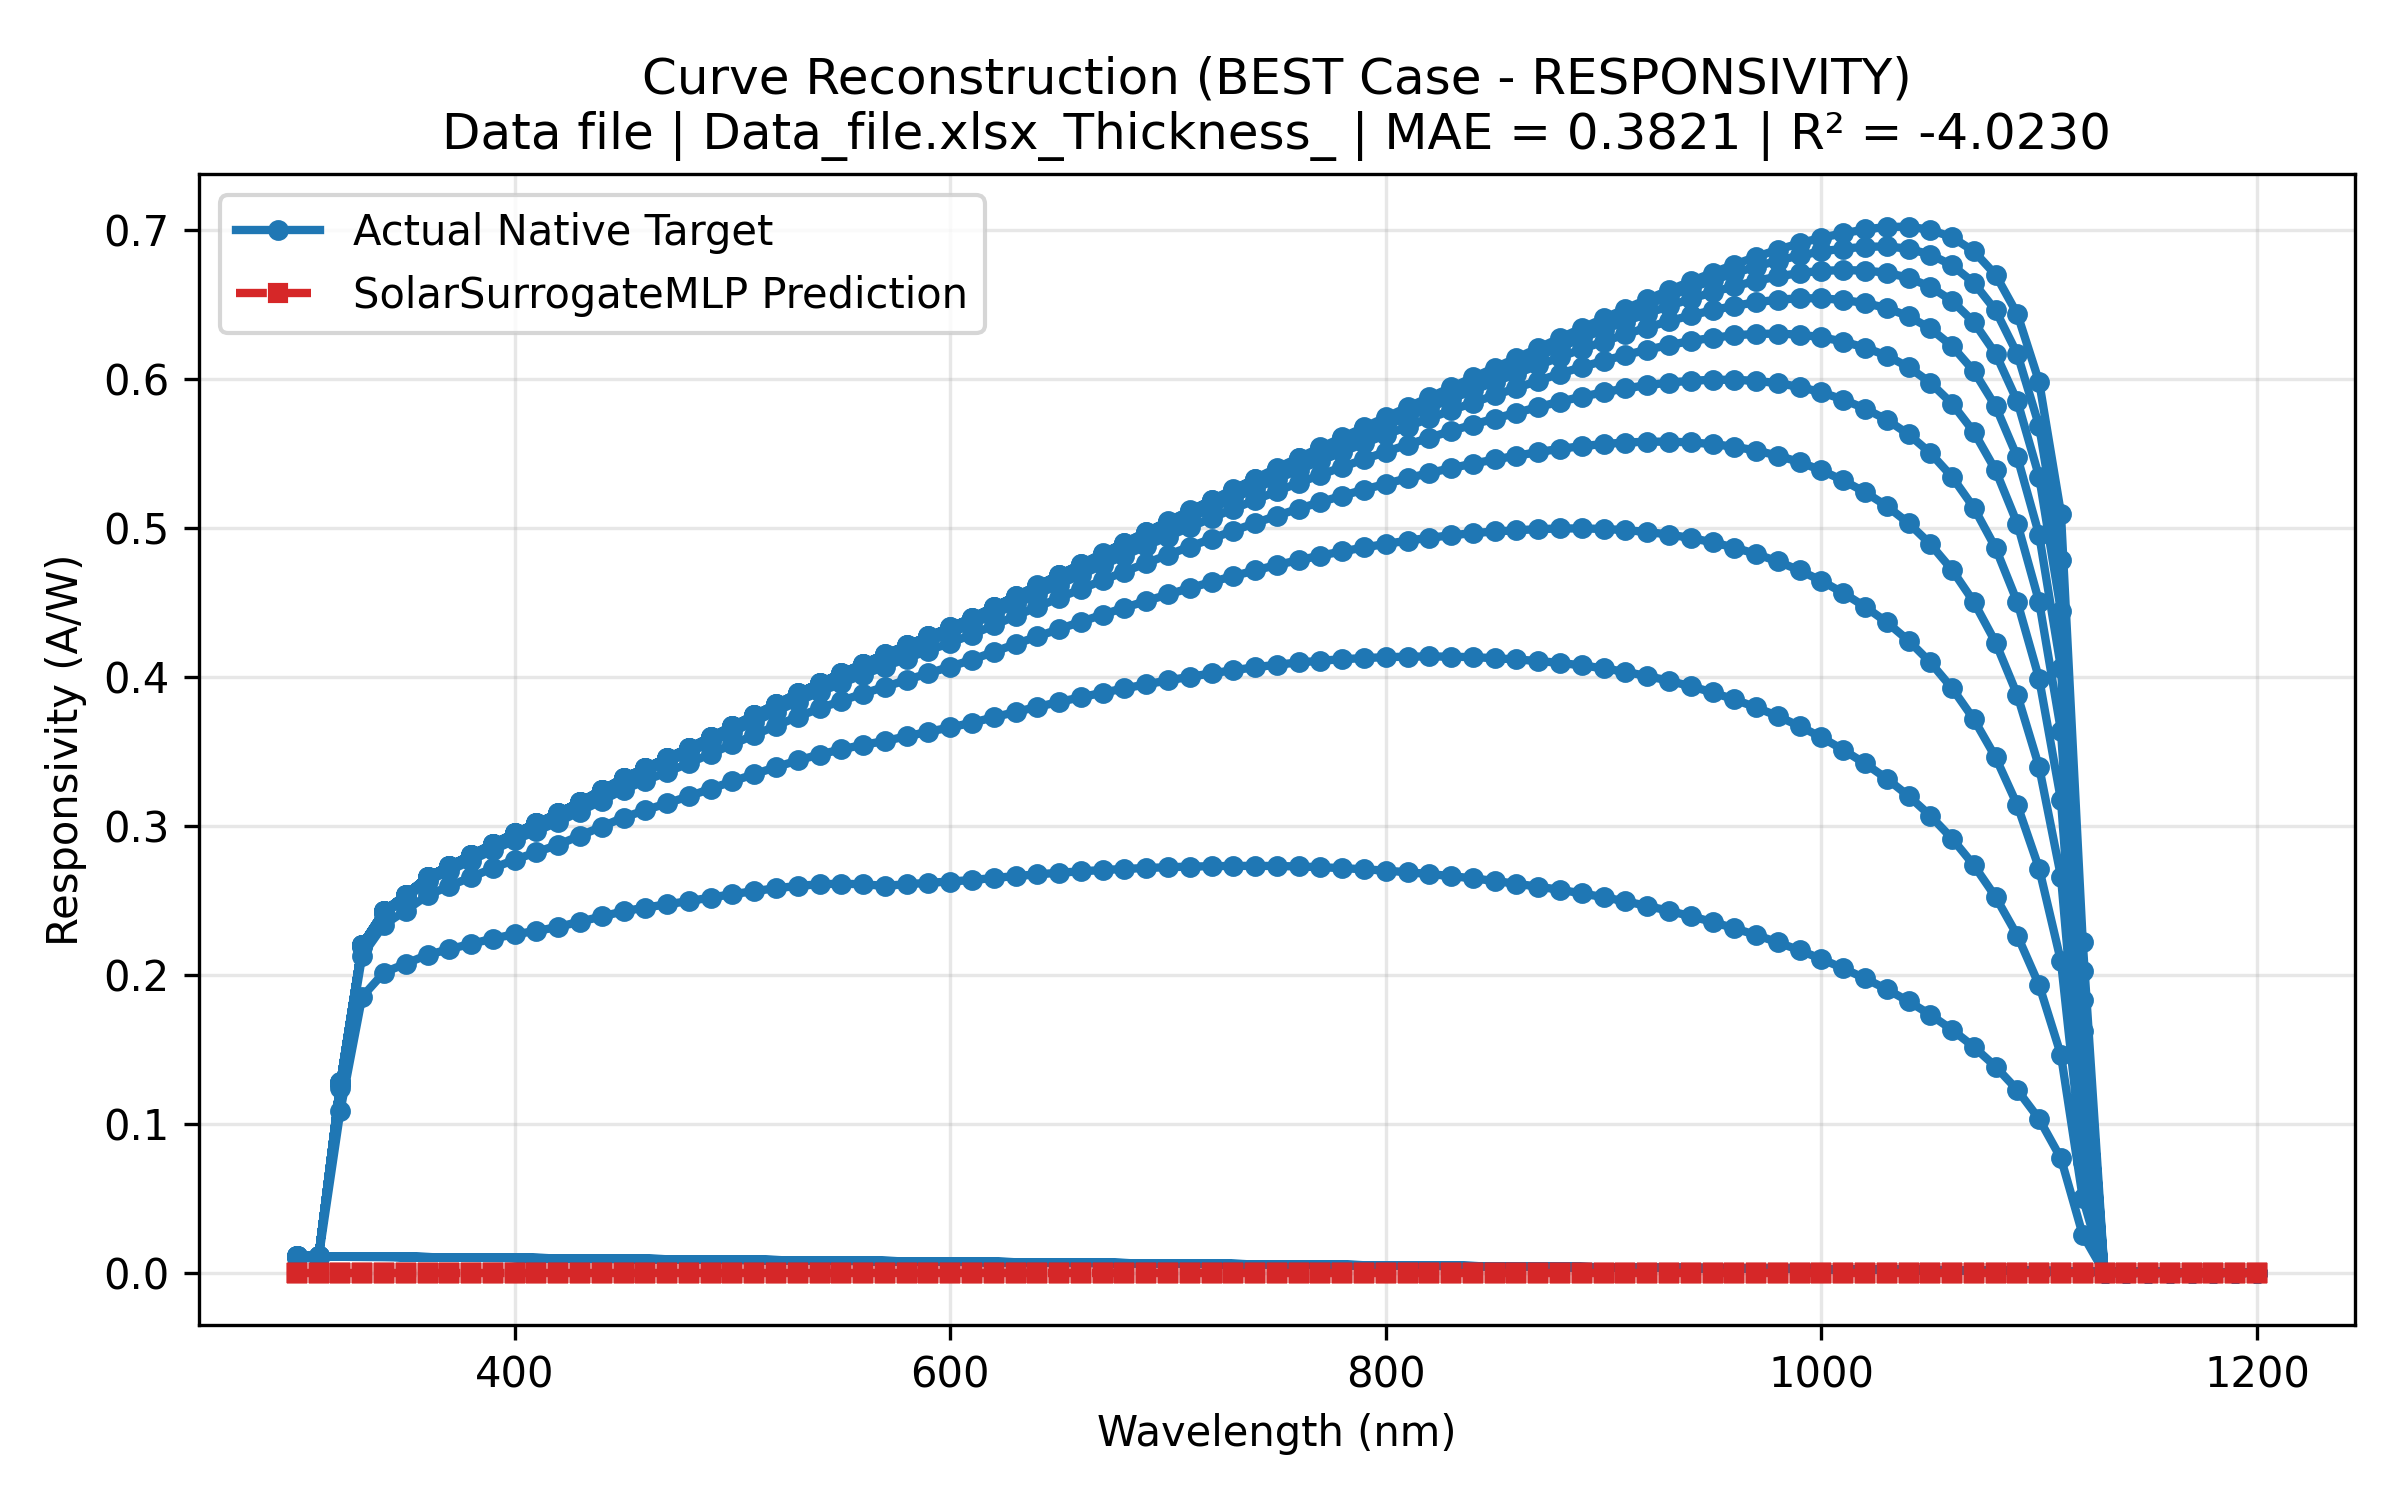 Curve Reconstruction (BEST Case - RESPONSIVITY)
Data file | Data_file.xlsx_Thickness_ | MAE = 0.3821 | R² = -4.0230
Actual Native Target
SolarSurrogateMLP Prediction
Responsivity (A/W)
0.7
0.6
0.5
0.4
0.3
0.2
0.1
0.0
400
600
800
1000
1200
Wavelength (nm)